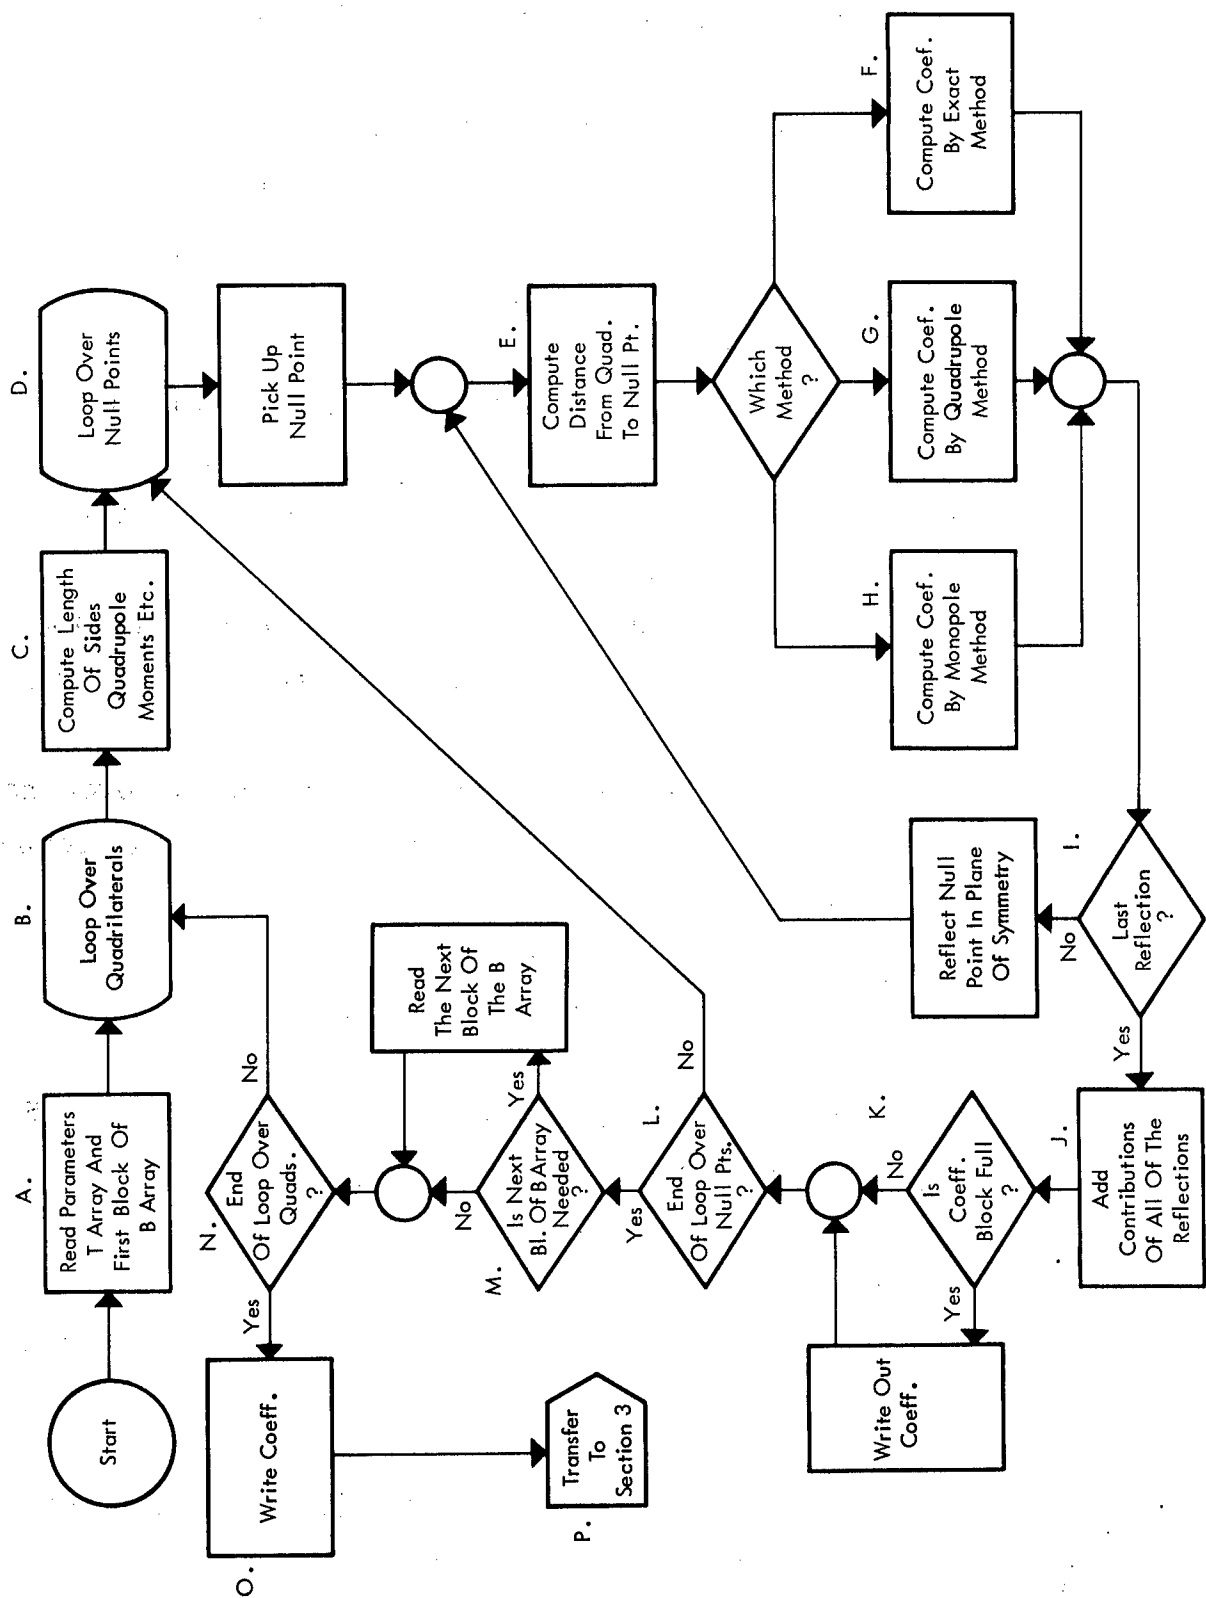 Start
A.
Read Parameters
T Array And
First Block Of
B Array
B.
Loop Over
Quadrilaterals
C.
Compute Length
Of Sides
Quadrupole
Moments Etc.
D.
Loop Over
Null Points
Pick Up
Null Point
E.
Compute
Distance
From Quad.
To Null Pt.
Which
Method
?
F.
Compute Coef.
By Exact
Method
G.
Compute Coef.
By Quadrupole
Method
H.
Compute Coef.
By Monopole
Method
I.
Last
Reflection
?
No
Reflect Null
Point In Plane
Of Symmetry
Yes
J.
Add
Contributions
Of All Of The
Reflections
K.
Is
Coeff.
Block Full
?
Yes
Write Out
Coeff.
No
L.
End
Of Loop Over
Null Pts.
?
No
Yes
M.
Is Next
Bl. Of B Array
Needed
?
Yes
Read
The Next
Block Of
The B
Array
No
N.
End
Of Loop Over
Quads.
?
No
Yes
O.
Write Coeff.
P.
Transfer
To
Section 3